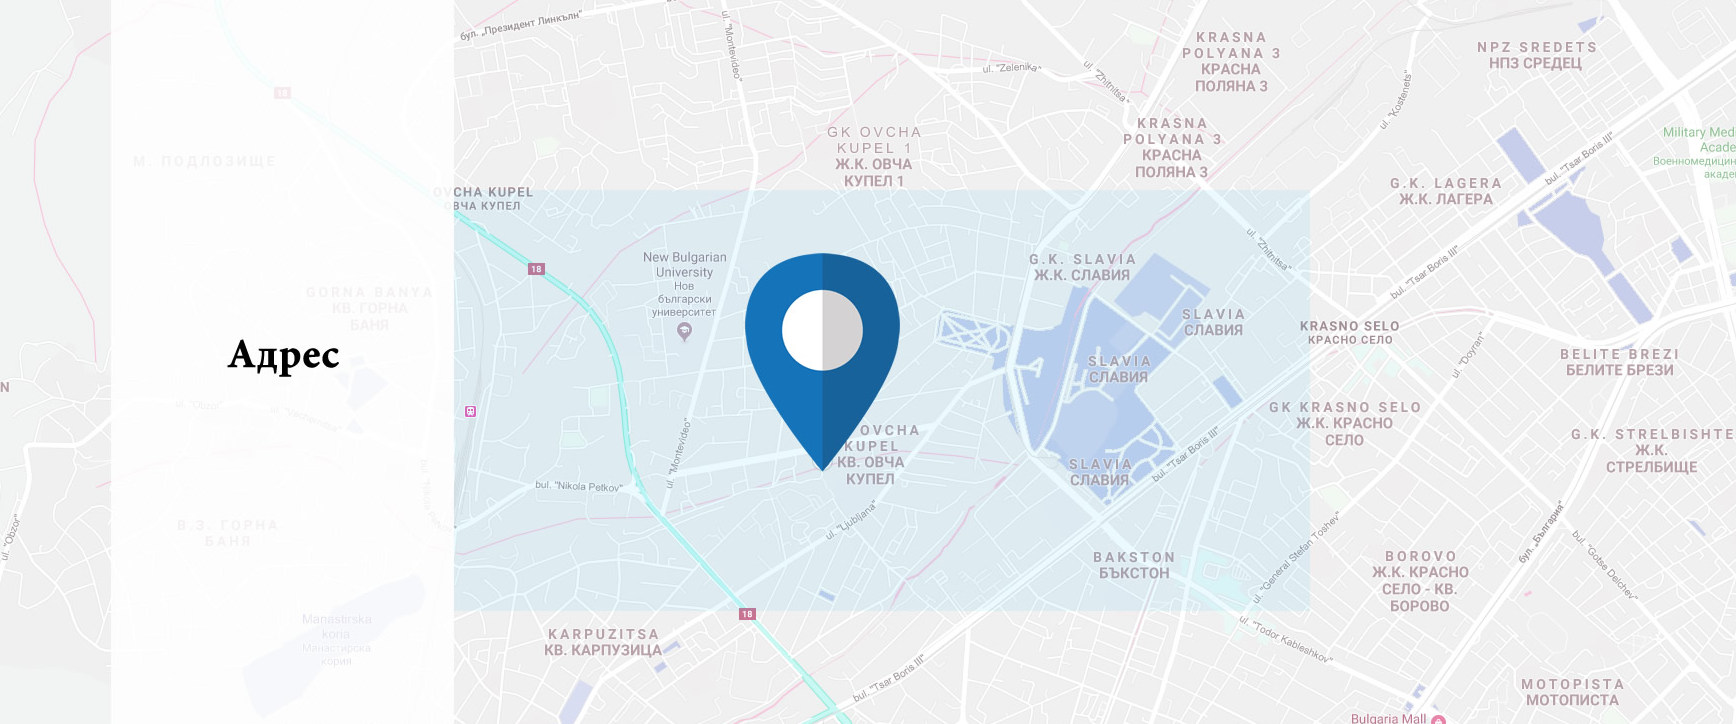 бул. „Президент Линкълн"
ul. "Montevideo"
18
М. ПОДЛОЗИЩЕ
OVCHA KUPEL
ОВЧА КУПЕЛ
GK OVCHA
KUPEL 1
Ж.К. ОВЧА
КУПЕЛ 1
ul. "Zelenika"
ul. "Zhitnitsa"
KRASNA
POLYANA 3
КРАСНА
ПОЛЯНА 3
KRASNA
POLYANA 3
КРАСНА
ПОЛЯНА 3
ul. "Kostenets"
NPZ SREDETS
НПЗ СРЕДЕЦ
Military Med
Acade
Военномедицин
акаде
bul. "Tsar Boris III"
G.K. LAGERA
Ж.К. ЛАГЕРА
ul. "Zhitnitsa"
bul. "Tsar Boris III"
18
New Bulgarian
University
Нов
български
университет
G.K. SLAVIA
Ж.К. СЛАВИЯ
SLAVIA
СЛАВИЯ
SLAVIA
СЛАВИЯ
SLAVIA
СЛАВИЯ
KRASNO SELO
КРАСНО СЕЛО
ul. "Doyran"
BELITE BREZI
БЕЛИТЕ БРЕЗИ
GORNA BANYA
КВ. ГОРНА
БАНЯ
Адрес
N
ul. "Obzor"
GK KRASNO SELO
Ж.К. КРАСНО
СЕЛО
G.K. STRELBISHTE
Ж.К.
СТРЕЛБИЩЕ
OVCHA
KUPEL
КВ. ОВЧА
КУПЕЛ
ul. "Montevideo"
bul. "Nikola Petkov"
ul. "Ljubljana"
bul. "Tsar Boris III"
ul. "Obzor"
В.З. ГОРНА
БАНЯ
BAKSTON
БЪКСТОН
ul. "General Stefan Toshev"
бул. „България"
ul. "Gotse Delchev"
BOROVO
Ж.К. КРАСНО
СЕЛО - КВ.
БОРОВО
Manastirska
koria
Манастирска
кория
18
KARPUZITSA
КВ. КАРПУЗИЦА
ul. "Todor Kableshkov"
bul. "Tsar Boris III"
MOTOPISTA
МОТОПИСТА
Bulgaria Mall